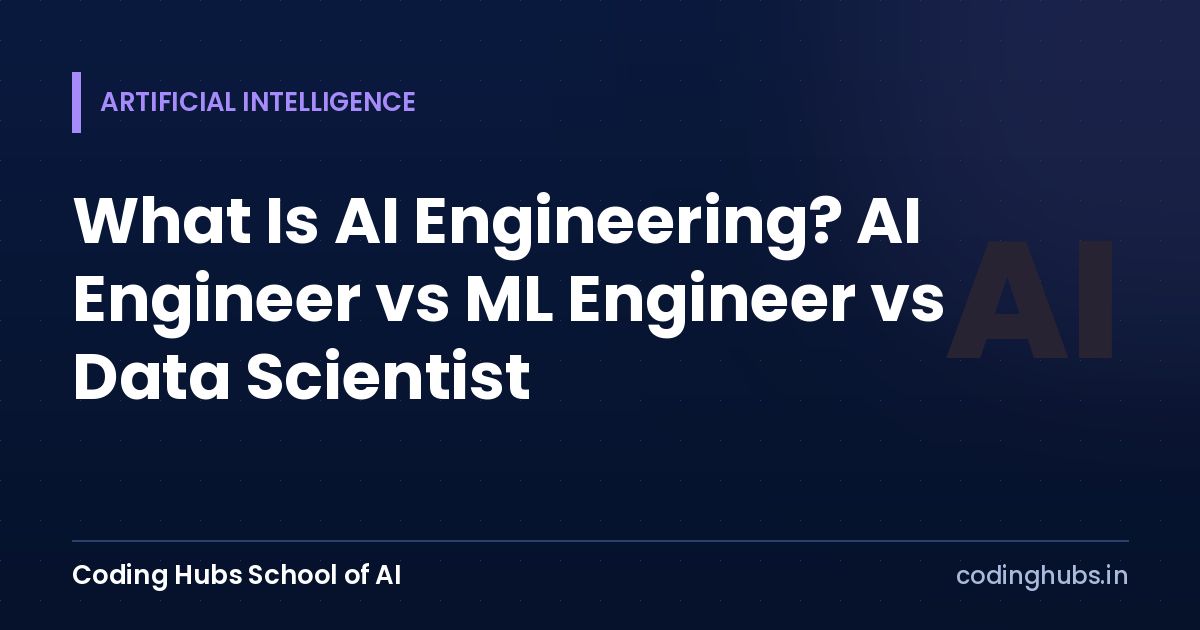 ARTIFICIAL INTELLIGENCE
What Is AI Engineering? AI
Engineer vs ML Engineer vs
Data Scientist
AI
Coding Hubs School of AI
codinghubs.in